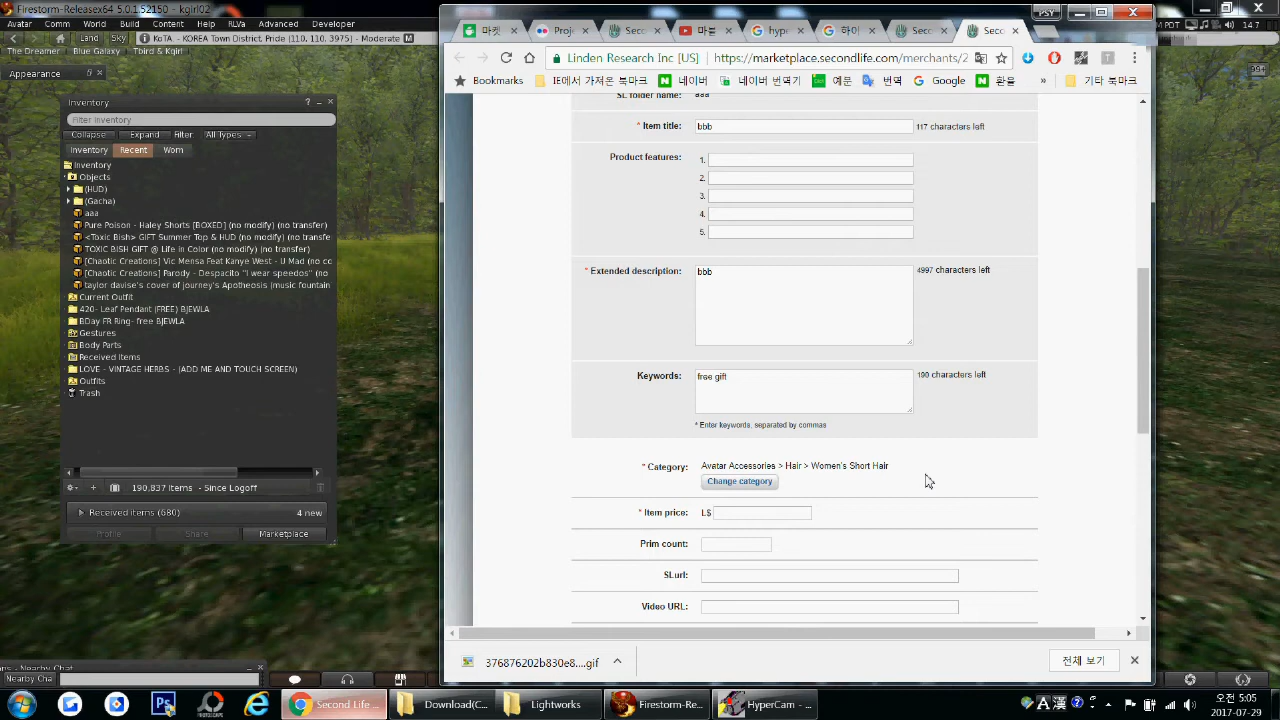 Firestorm-Releasex64 5.0.1.52150 - kgirl02
Avatar Comm World Build Content Help RLVa Advanced Developer
Land Sky KoTA. - KOREA Town District. Pride (110, 110, 3975) - Moderate
The Dreamer Blue Galaxy Tbird & Kgirl
Appearance
Inventory
Filter Inventory
Collapse Expand Filter: All Types
Inventory Recent Worn
Inventory
Objects
(HUD)
(Gacha)
aaa
Pure Poison - Haley Shorts [BOXED] (no modify) (no transfer)
<Toxic Bish> GIFT Summer Top & HUD (no modify) (no transfe
TOXIC BISH GIFT @ Life in Color (no modify) (no transfer)
[Chaotic Creations] Vic Mensa Feat Kanye West - U Mad (no co
[Chaotic Creations] Parody - Despacito "I wear speedos" (no
taylor davise's cover of journey's Apotheosis (music fountain
Current Outfit
420- Leaf Pendant (FREE) BJEWLA
BDay FR Ring- free BJEWLA
Gestures
Body Parts
Received Items
LOVE - VINTAGE HERBS - (ADD ME AND TOUCH SCREEN)
Outfits
Trash
190,837 Items - Since Logoff
Received items (680) 4 new
Profile Share Marketplace
Nearby Cha
PSY
PDT 14.7
99+
마켓 Proje Seco 마블 hype 하이 Seco Seco
Linden Research Inc [US] https://marketplace.secondlife.com/merchants/2
Bookmarks IE에서 가져온 북마크 네이버 네이버 번역기 예문 번역 Google 환율 » 기타 북마크
SL folder name: aaa
* Item title: bbb 117 characters left
Product features: 1.
2.
3.
4.
5.
* Extended description: bbb 4997 characters left
Keywords: free gift 190 characters left
* Enter keywords, separated by commas
* Category: Avatar Accessories > Hair > Women's Short Hair
Change category
* Item price: L$
Prim count:
SLurl:
Video URL:
376876202b830e8....gif 전체 보기
Second Life Download(C... Lightworks Firestorm-Re... HyperCam - ...
A 漢
오전 5:05
2017-07-29